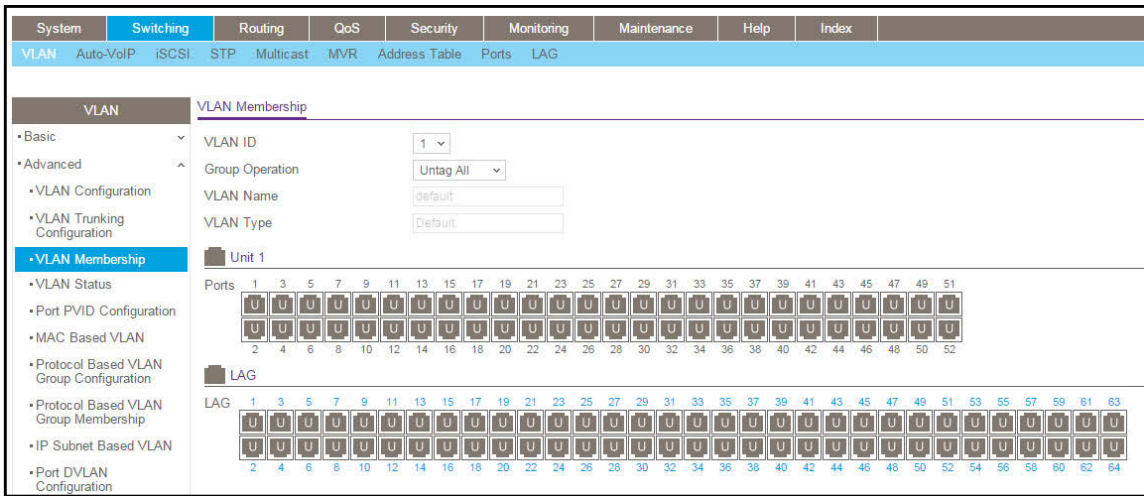 System Switching Routing QoS Security Monitoring Maintenance Help Index
VLAN Auto-VoIP iSCSI STP Multicast MVR Address Table Ports LAG
VLAN
Basic
Advanced
VLAN Configuration
VLAN Trunking
Configuration
VLAN Membership
VLAN Status
Port PVID Configuration
MAC Based VLAN
Protocol Based VLAN
Group Configuration
Protocol Based VLAN
Group Membership
IP Subnet Based VLAN
Port DVLAN
Configuration
VLAN Membership
VLAN ID 1
Group Operation Untag All
VLAN Name default
VLAN Type Default
Unit 1
Ports 1 3 5 7 9 11 13 15 17 19 21 23 25 27 29 31 33 35 37 39 41 43 45 47 49 51
U U U U U U U U U U U U U U U U U U U U U U U U U U
U U U U U U U U U U U U U U U U U U U U U U U U U U
2 4 6 8 10 12 14 16 18 20 22 24 26 28 30 32 34 36 38 40 42 44 46 48 50 52
LAG
LAG 1 3 5 7 9 11 13 15 17 19 21 23 25 27 29 31 33 35 37 39 41 43 45 47 49 51 53 55 57 59 61 63
U U U U U U U U U U U U U U U U U U U U U U U U U U U U U U U U
U U U U U U U U U U U U U U U U U U U U U U U U U U U U U U U U
2 4 6 8 10 12 14 16 18 20 22 24 26 28 30 32 34 36 38 40 42 44 46 48 50 52 54 56 58 60 62 64